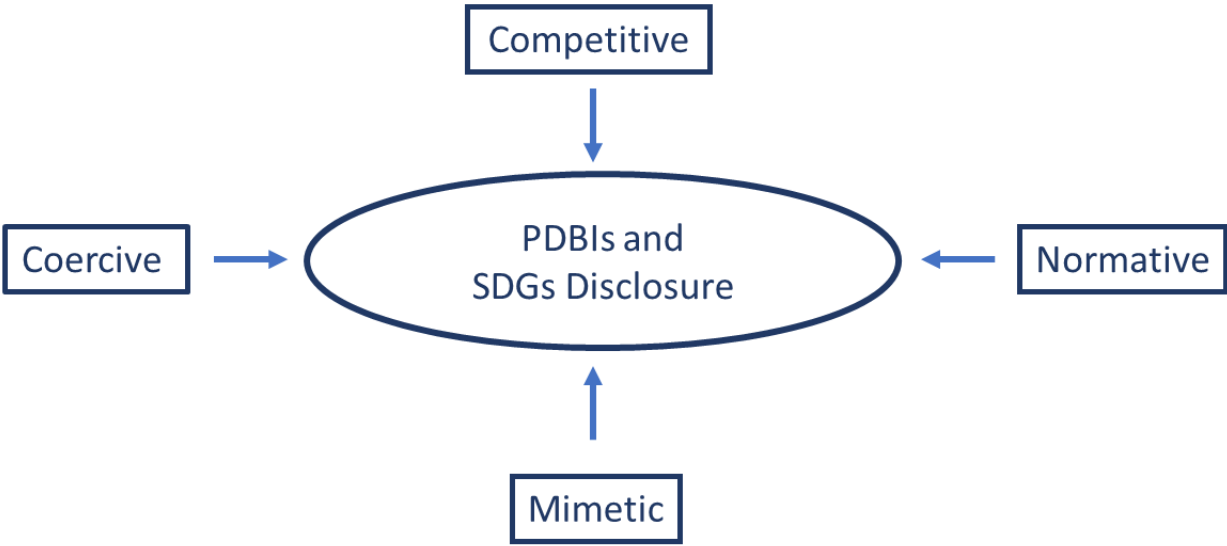 Competitive
PDBIs and
SDGs Disclosure
Coercive
Normative
Mimetic